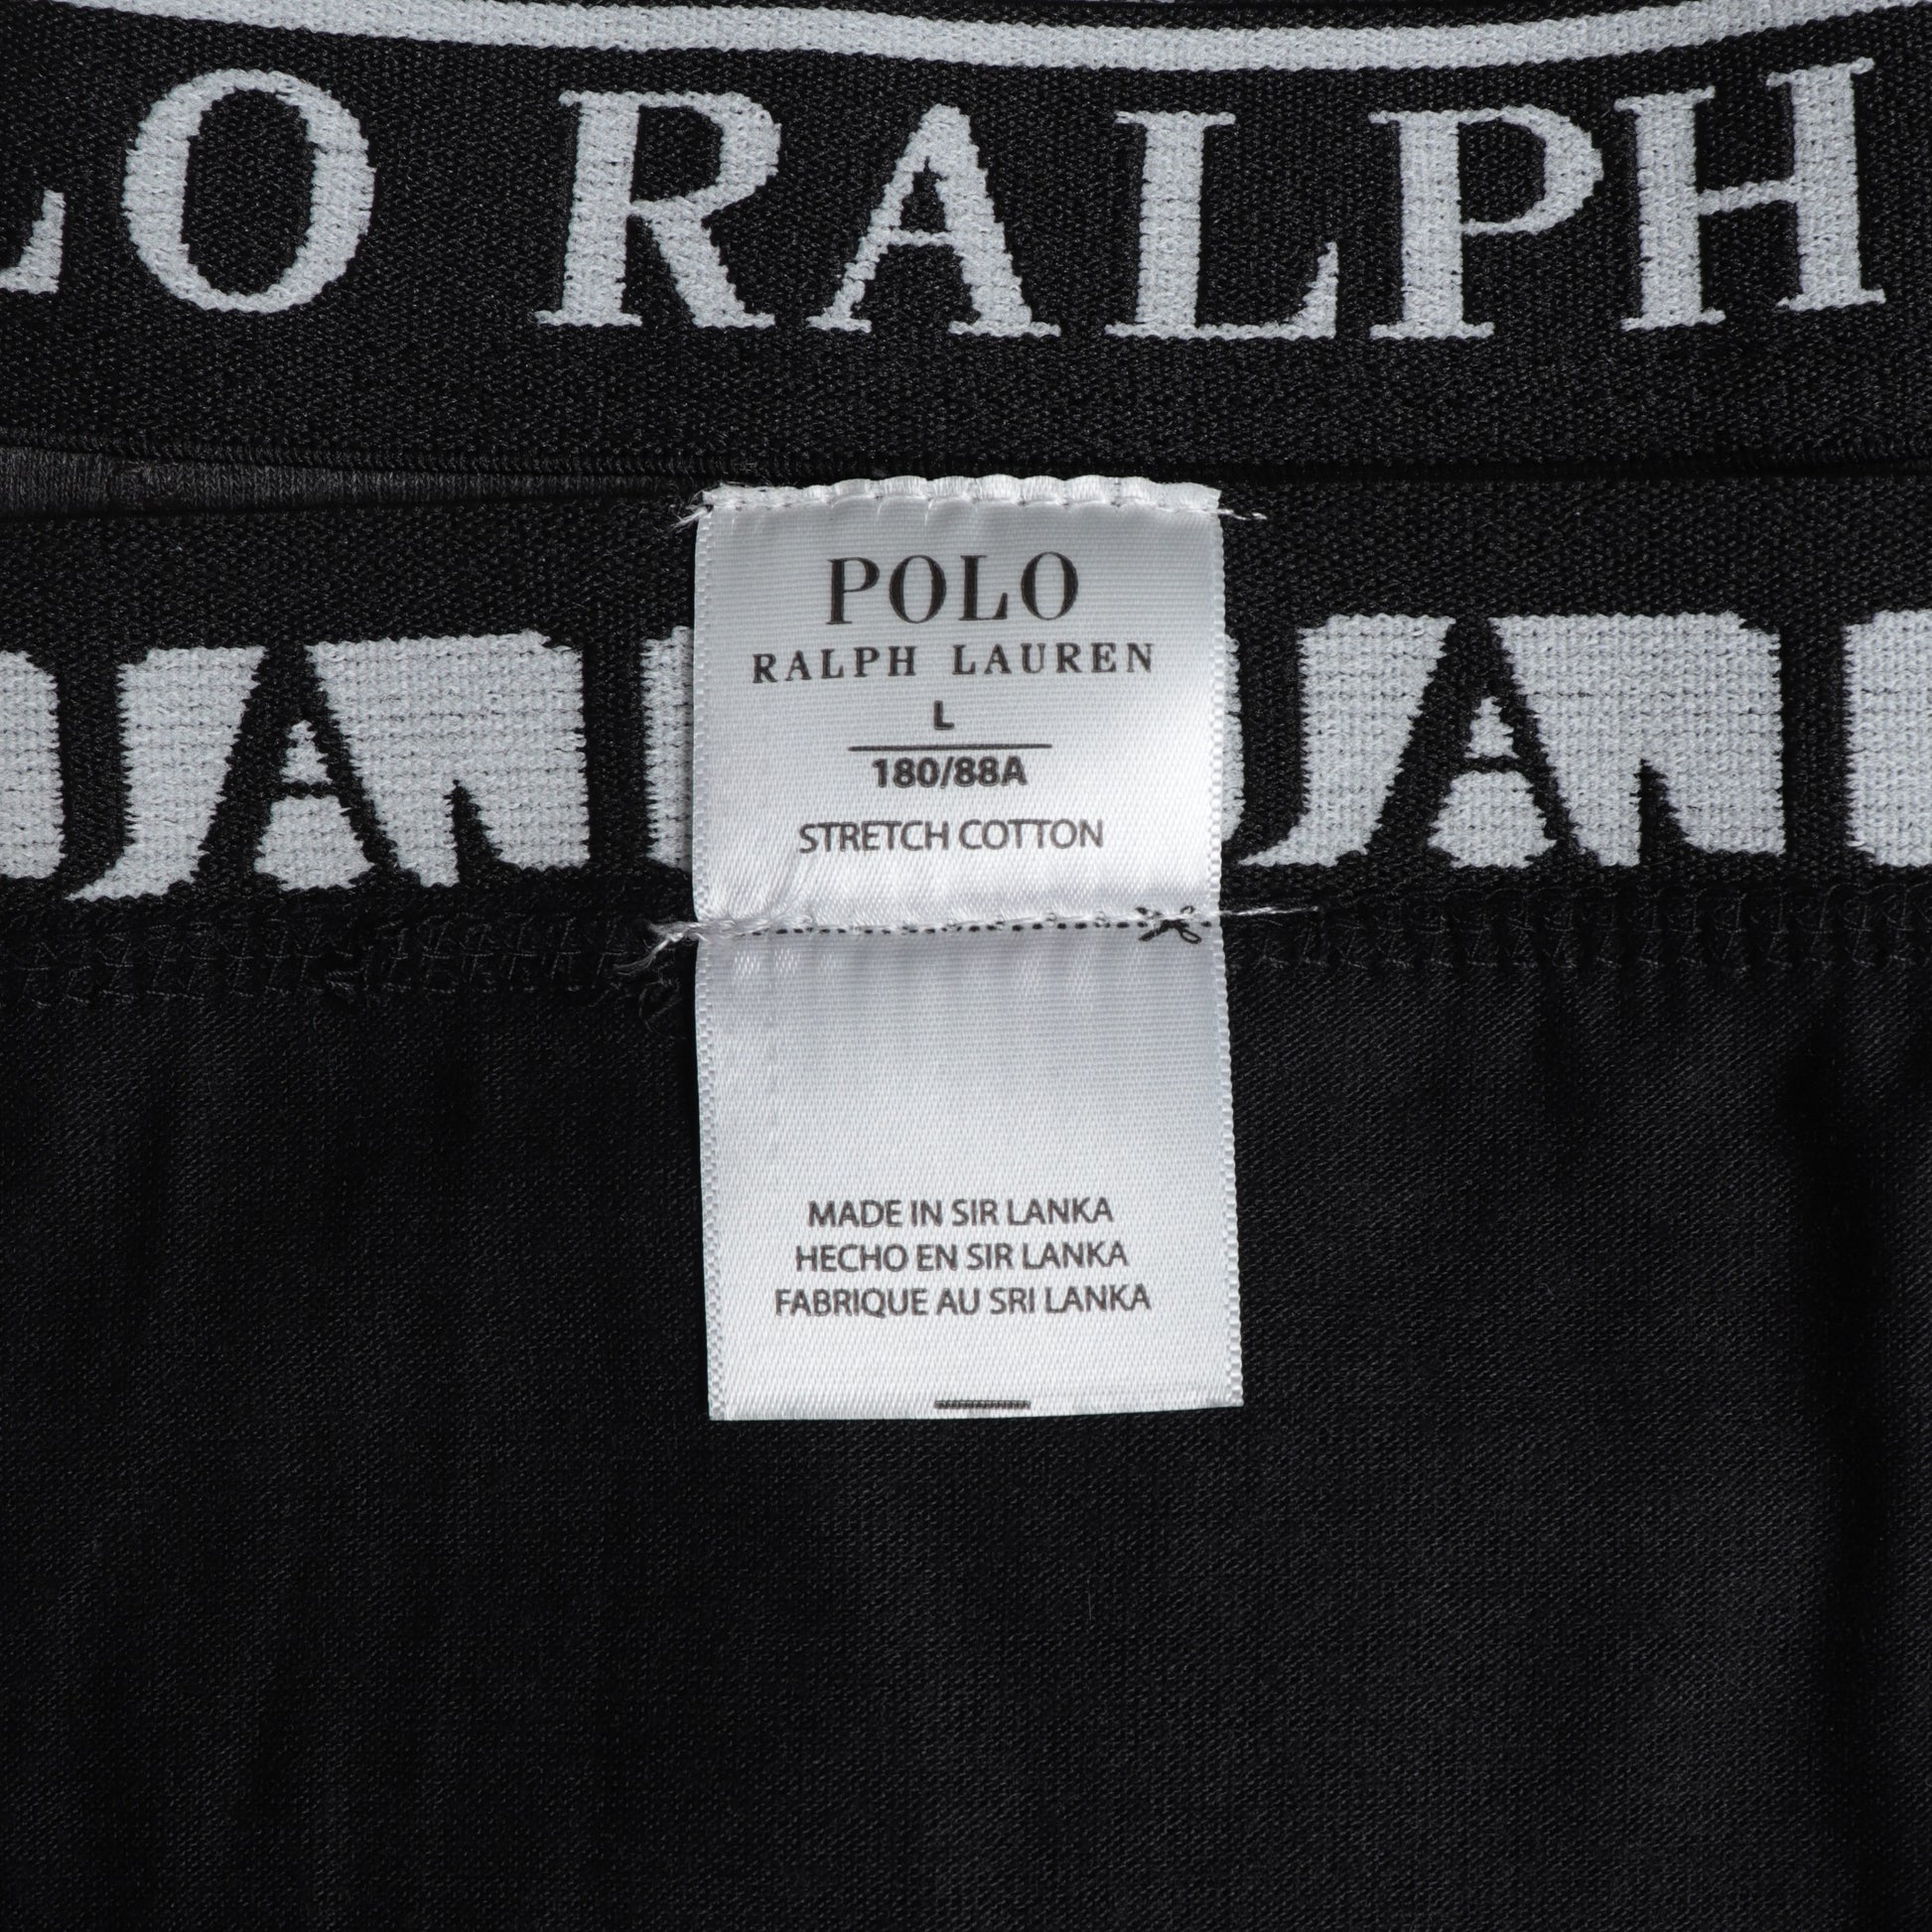 LO RALPH
POLO
RALPH LAUREN
L
180/88A
STRETCH COTTON
MADE IN SIR LANKA
HECHO EN SIR LANKA
FABRIQUE AU SRI LANKA